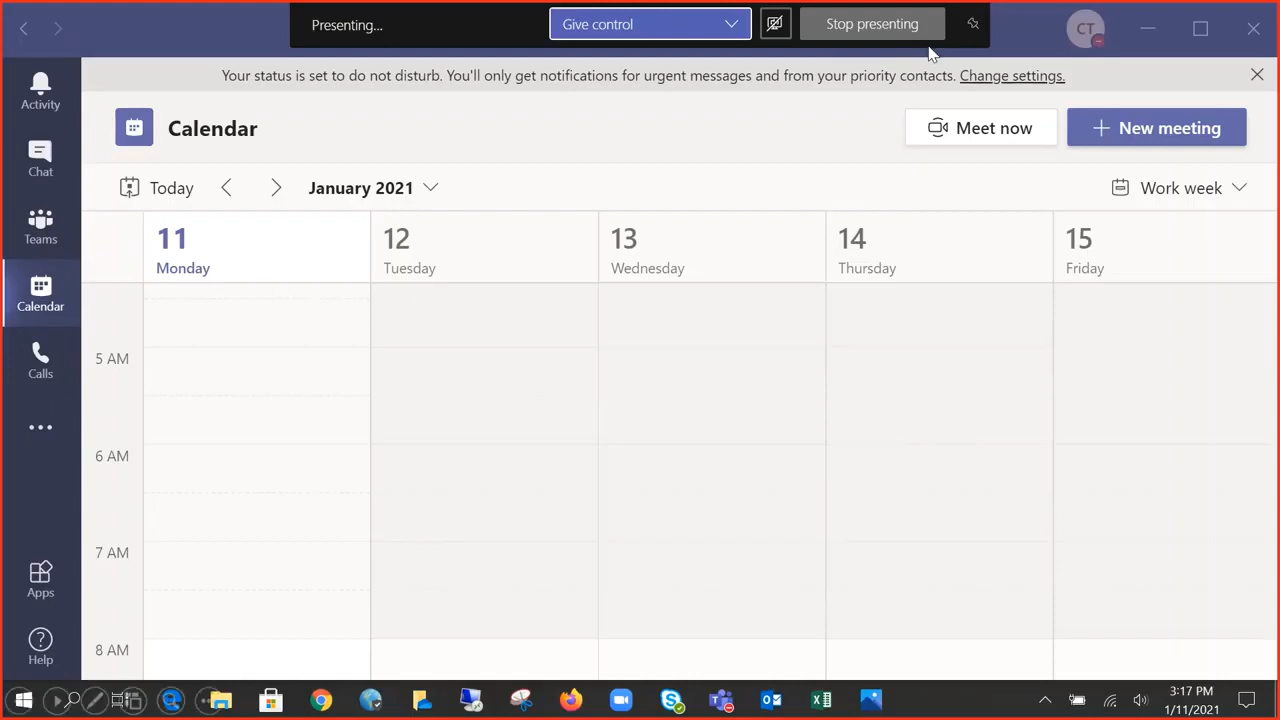 Presenting...
Give control
Stop presenting
CT
Your status is set to do not disturb. You'll only get notifications for urgent messages and from your priority contacts. Change settings.
Activity
Chat
Teams
Calendar
Calls
Apps
Help
Calendar
Meet now
New meeting
Today
January 2021
Work week
11
Monday
12
Tuesday
13
Wednesday
14
Thursday
15
Friday
5 AM
6 AM
7 AM
8 AM
3:17 PM
1/11/2021